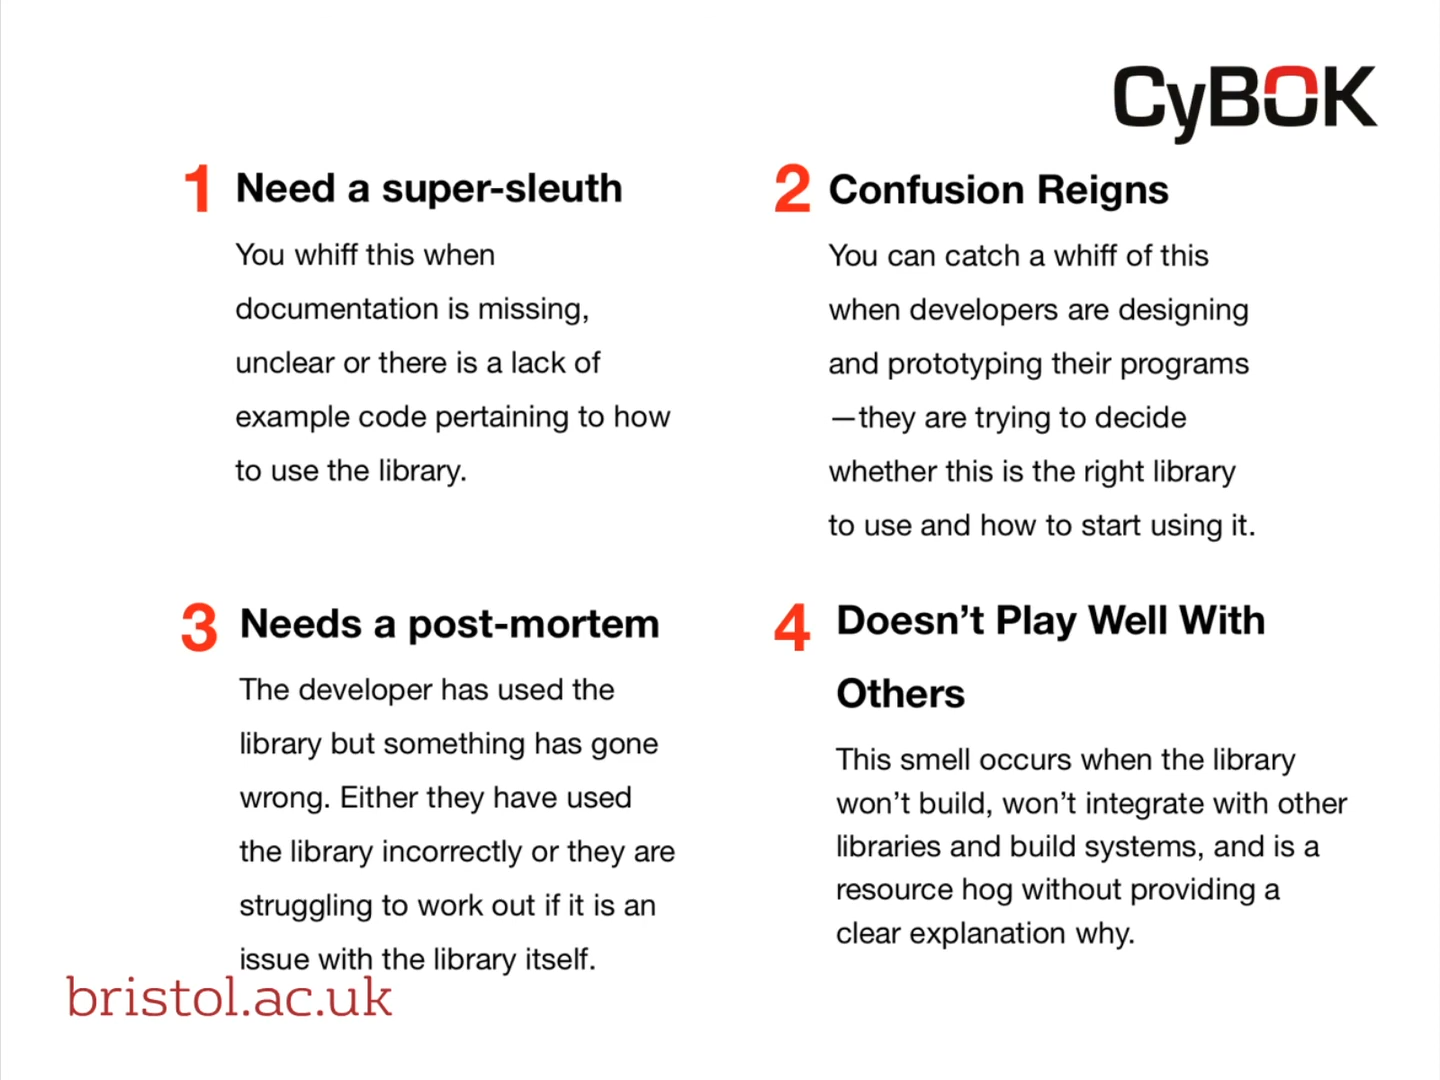 CyBOK
1 Need a super-sleuth
You whiff this when
documentation is missing,
unclear or there is a lack of
example code pertaining to how
to use the library.
2 Confusion Reigns
You can catch a whiff of this
when developers are designing
and prototyping their programs
—they are trying to decide
whether this is the right library
to use and how to start using it.
3 Needs a post-mortem
The developer has used the
library but something has gone
wrong. Either they have used
the library incorrectly or they are
struggling to work out if it is an
issue with the library itself.
4 Doesn’t Play Well With
Others
This smell occurs when the library
won’t build, won’t integrate with other
libraries and build systems, and is a
resource hog without providing a
clear explanation why.
bristol.ac.uk